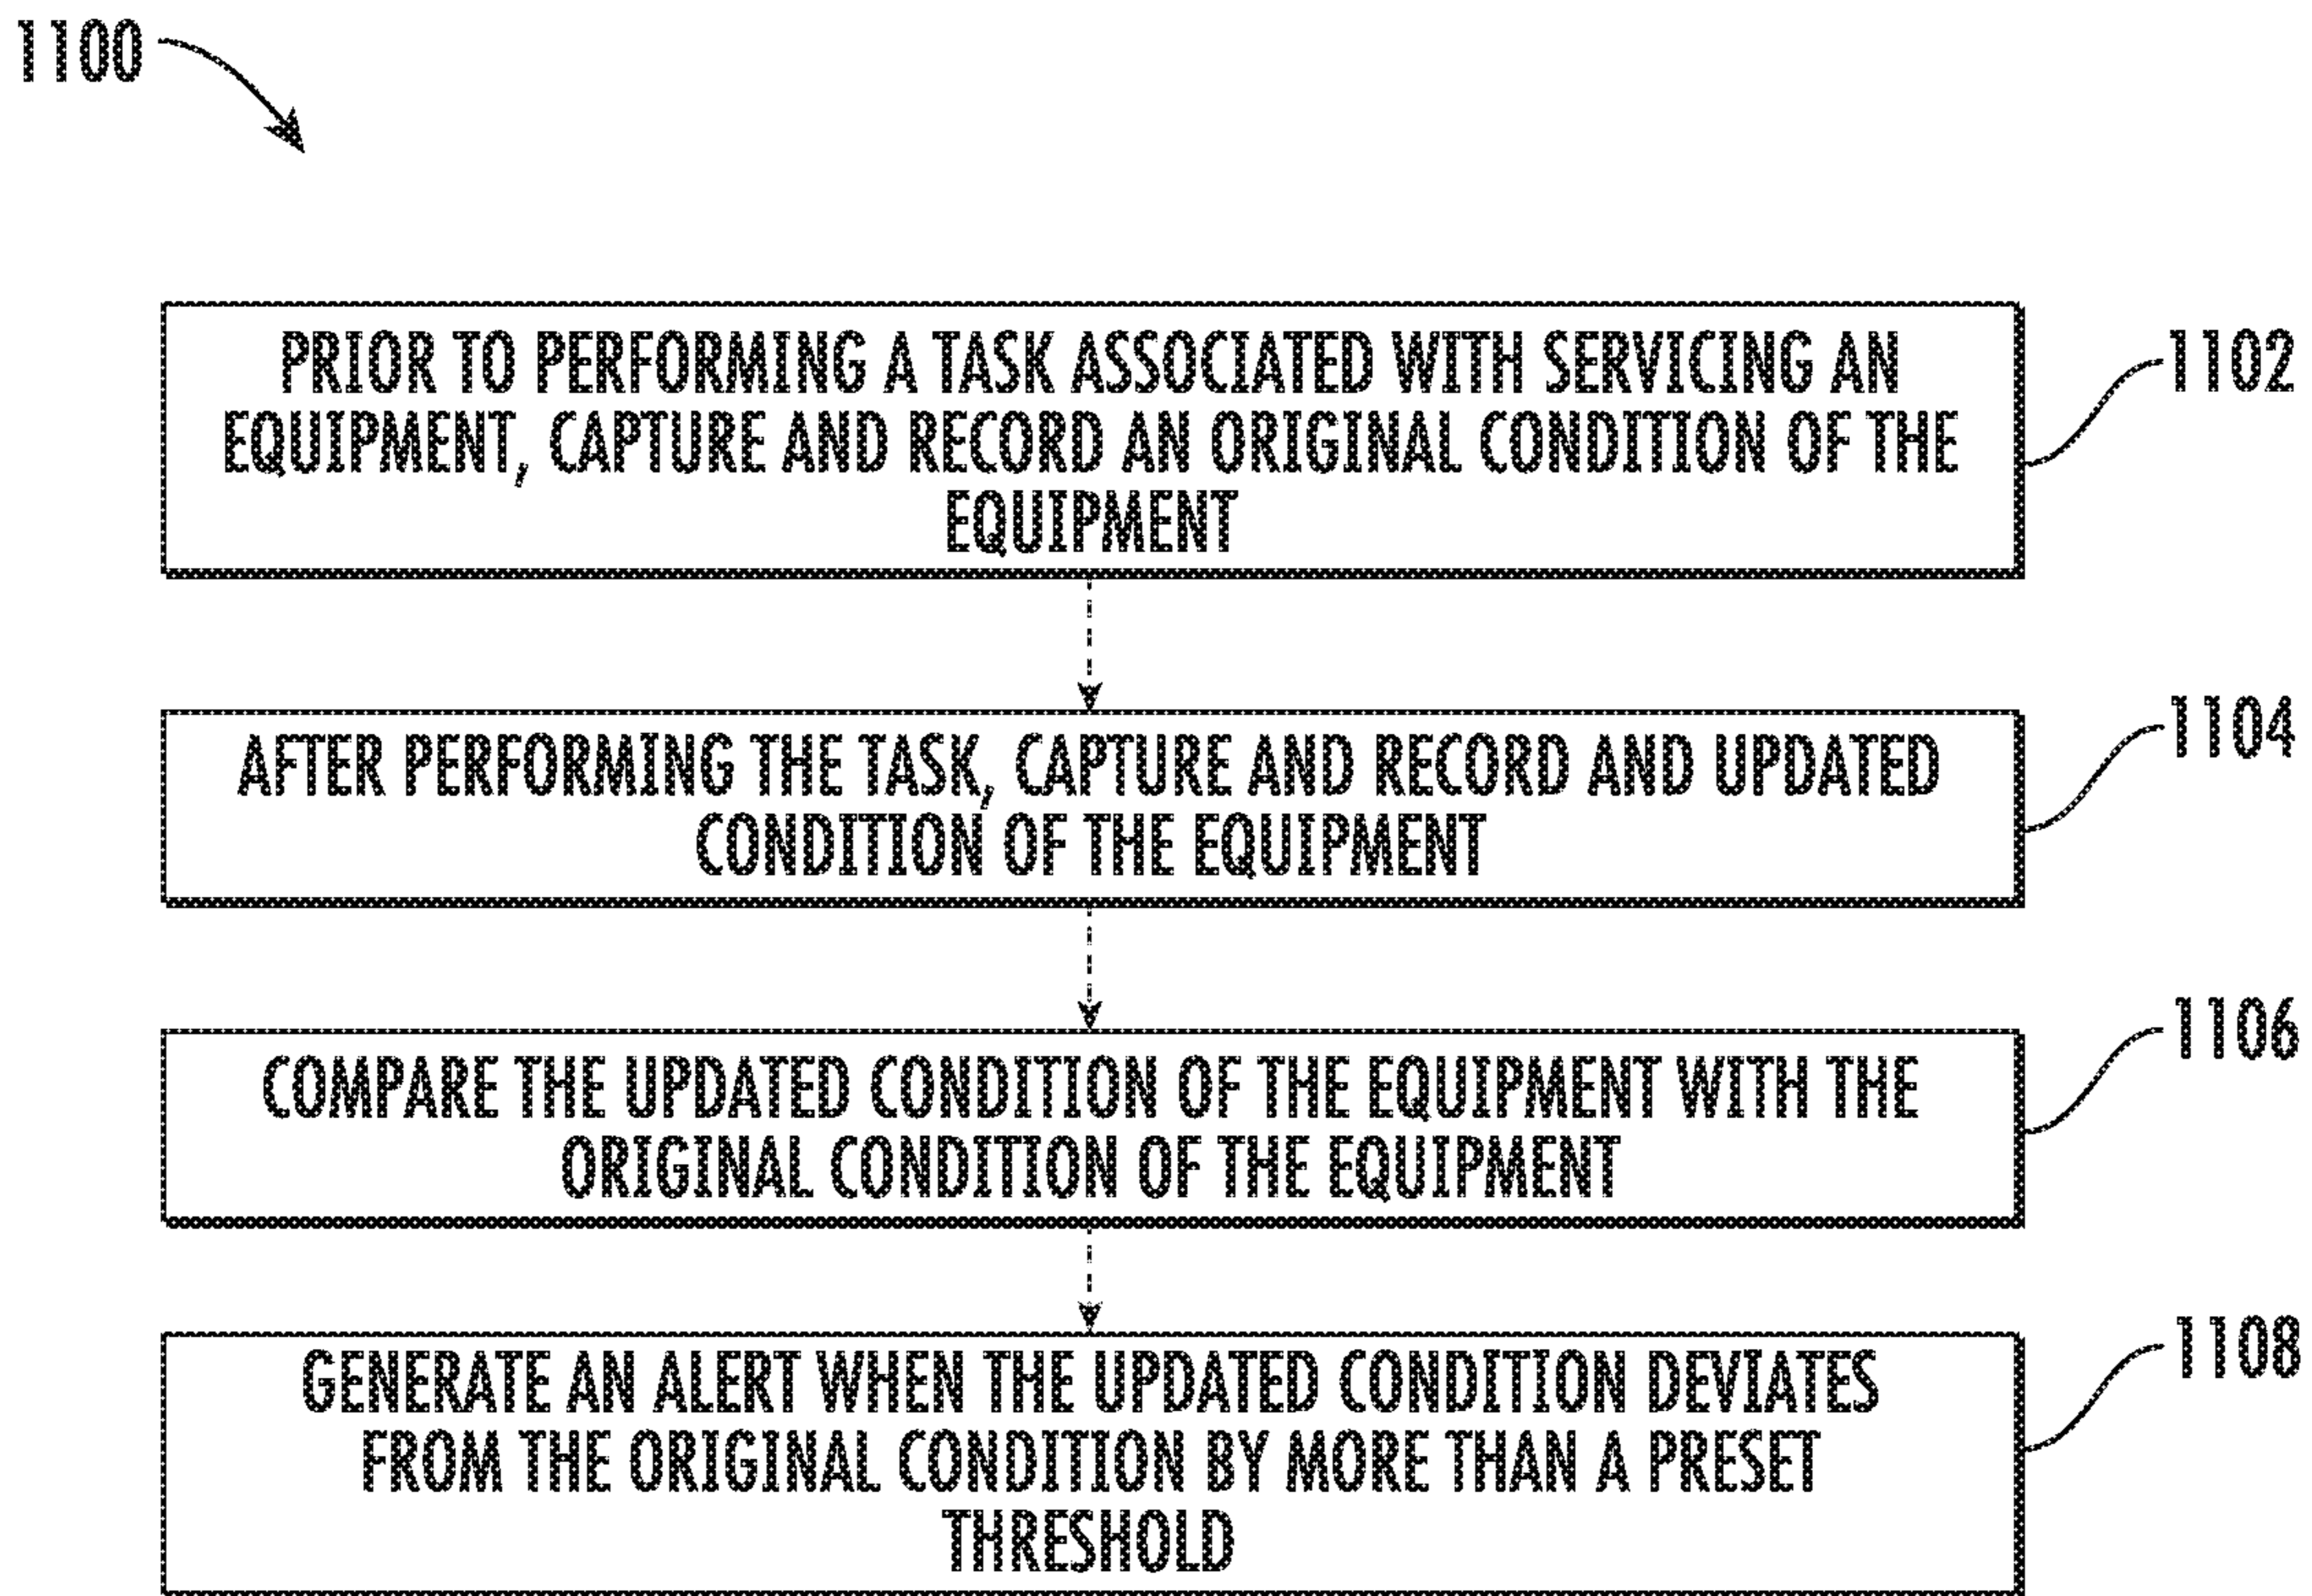 1100
PRIOR TO PERFORMING A TASK ASSOCIATED WITH SERVICING AN
EQUIPMENT, CAPTURE AND RECORD AN ORIGINAL CONDITION OF THE
EQUIPMENT
1102
AFTER PERFORMING THE TASK, CAPTURE AND RECORD AND UPDATED
CONDITION OF THE EQUIPMENT
1104
COMPARE THE UPDATED CONDITION OF THE EQUIPMENT WITH THE
ORIGINAL CONDITION OF THE EQUIPMENT
1106
GENERATE AN ALERT WHEN THE UPDATED CONDITION DEVIATES
FROM THE ORIGINAL CONDITION BY MORE THAN A PRESET
THRESHOLD
1108